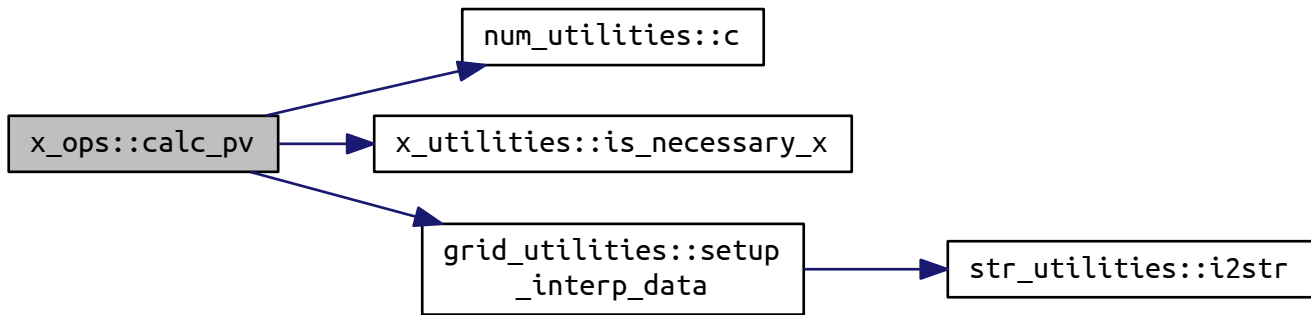 num_utilities::c
x_ops::calc_pv
x_utilities::is_necessary_x
grid_utilities::setup
_interp_data
str_utilities::i2str